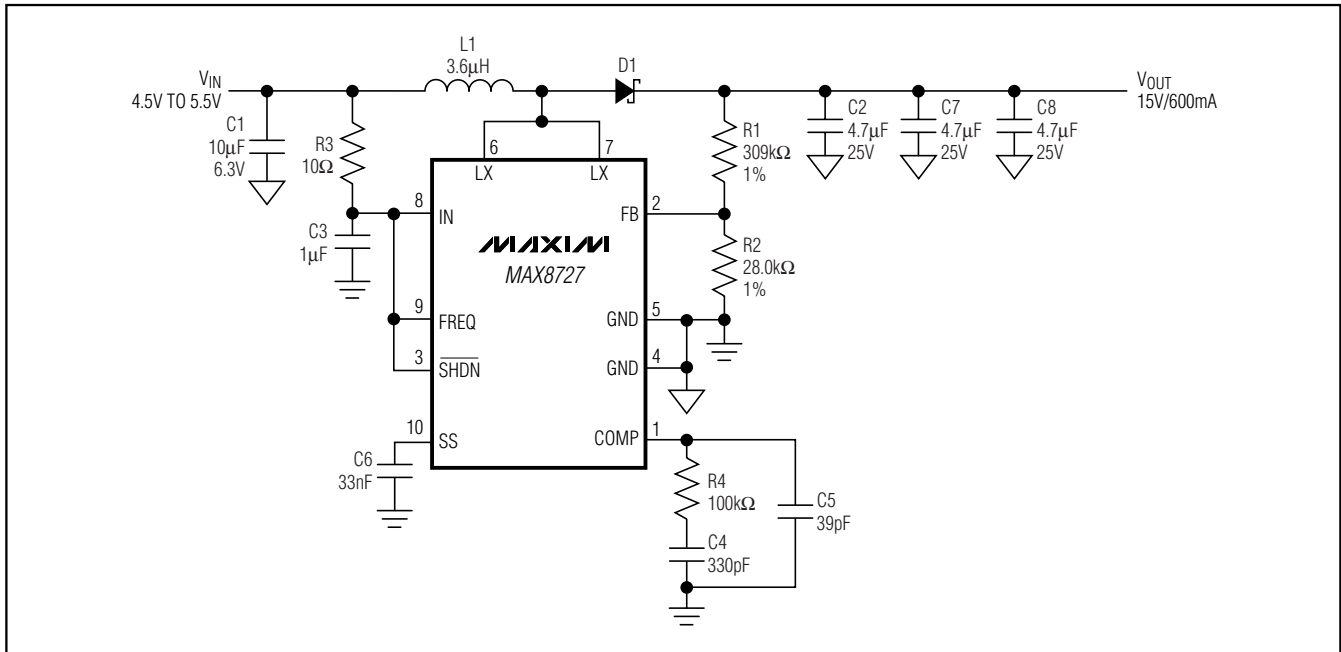 L1
3.6µH
D1
VIN
4.5V TO 5.5V
VOUT
15V/600mA
C1
10µF
6.3V
R3
10Ω
C2
4.7µF
25V
C7
4.7µF
25V
C8
4.7µF
25V
R1
309kΩ
1%
6
7
LX
LX
8
IN
2
FB
C3
1µF
MAXIM
MAX8727
R2
28.0kΩ
1%
9
FREQ
5
GND
3
SHDN
4
GND
10
SS
1
COMP
C6
33nF
R4
100kΩ
C5
39pF
C4
330pF